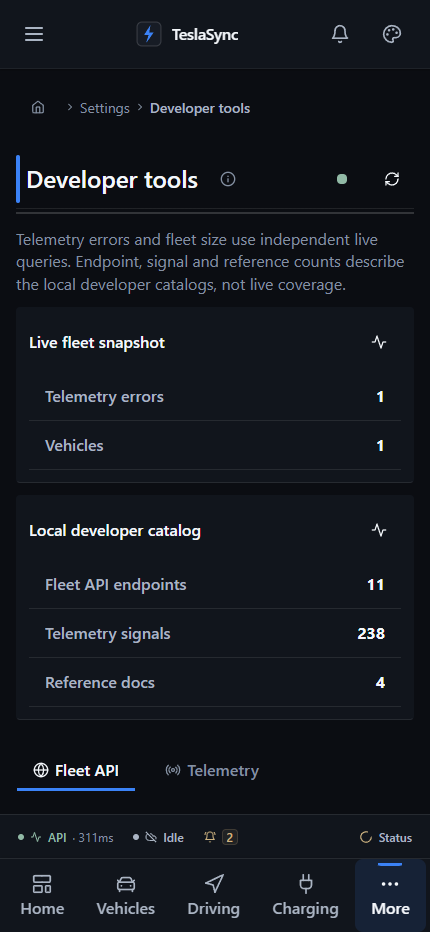 TeslaSync
Settings > Developer tools
Developer tools
Telemetry errors and fleet size use independent live
queries. Endpoint, signal and reference counts describe
the local developer catalogs, not live coverage.
Live fleet snapshot
Telemetry errors 1
Vehicles 1
Local developer catalog
Fleet API endpoints 11
Telemetry signals 238
Reference docs 4
Fleet API Telemetry
API · 311ms Idle 2 Status
Home Vehicles Driving Charging More